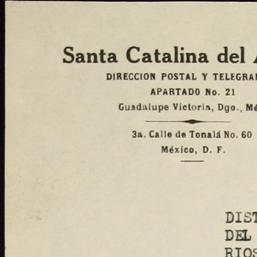 Santa Catalina del
DIRECCION POSTAL Y
APARTADO No. 21
Guadalupe Victoria, Dgo.,
3a. Calle de Tonalá No. 60
México, D. F.
DEL